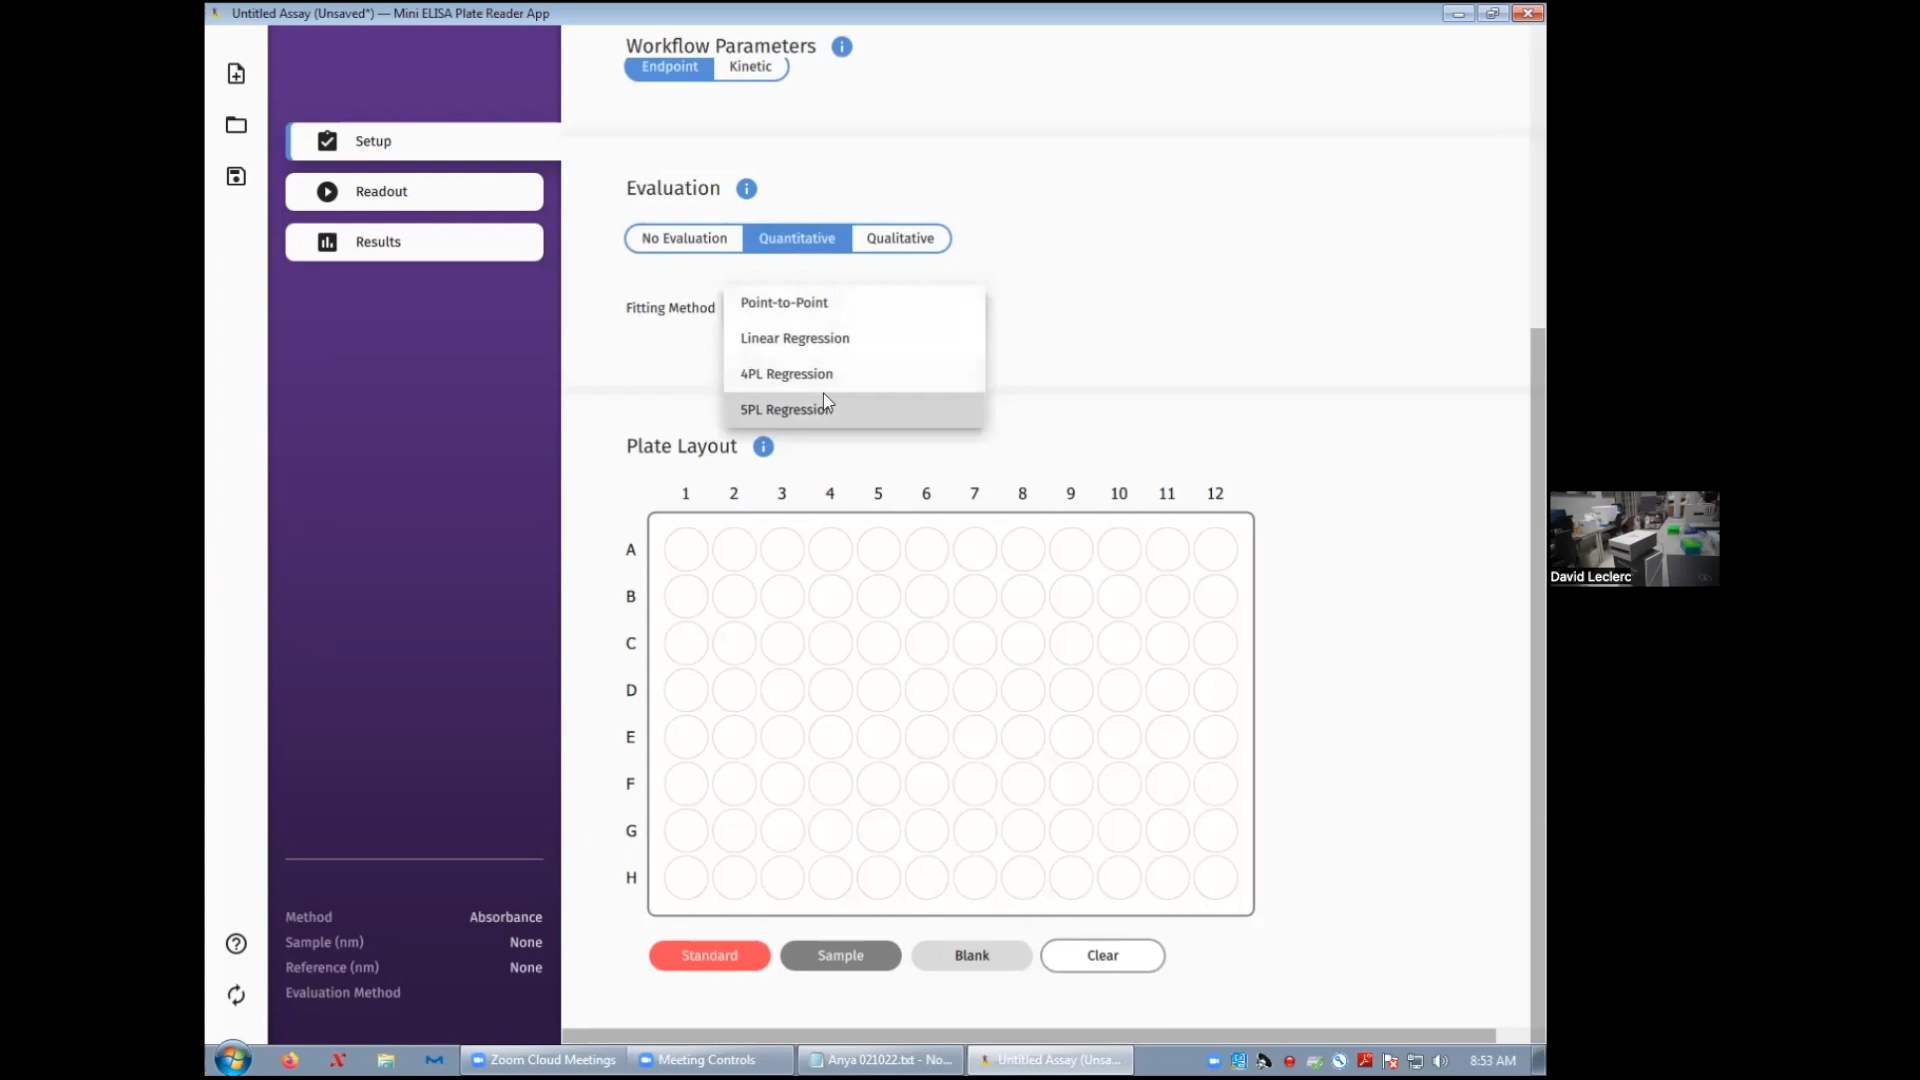 Untitled Assay (Unsaved*) — Mini ELISA Plate Reader App
Workflow Parameters
Endpoint Kinetic
Setup
Readout
Results
Evaluation
No Evaluation Quantitative Qualitative
Fitting Method
Point-to-Point
Linear Regression
4PL Regression
5PL Regression
Plate Layout
1 2 3 4 5 6 7 8 9 10 11 12
A
B
C
D
E
F
G
H
Standard Sample Blank Clear
Method Absorbance
Sample (nm) None
Reference (nm) None
Evaluation Method
David Leclerc
Zoom Cloud Meetings Meeting Controls Anya 021022.txt - No... Untitled Assay (Unsa... 8:53 AM